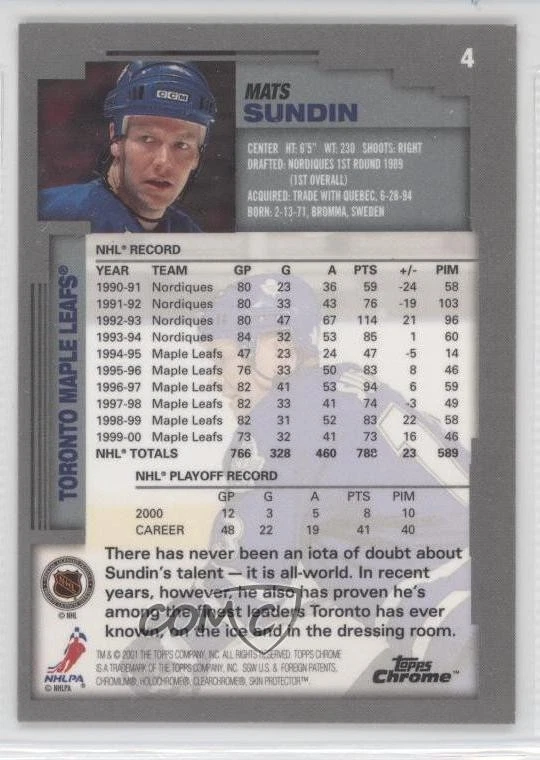 4
MATS
SUNDIN
CENTER HT: 6'5" WT: 230 SHOOTS: RIGHT
DRAFTED: NORDIQUES 1ST ROUND 1989
(1ST OVERALL)
ACQUIRED: TRADE WITH QUEBEC, 6-28-94
BORN: 2-13-71, BROMMA, SWEDEN
CCM
TORONTO MAPLE LEAFS®
NHL® RECORD
YEAR TEAM GP G A PTS +/- PIM
1990-91 Nordiques 80 23 36 59 -24 58
1991-92 Nordiques 80 33 43 76 -19 103
1992-93 Nordiques 80 47 67 114 21 96
1993-94 Nordiques 84 32 53 85 1 60
1994-95 Maple Leafs 47 23 24 47 -5 14
1995-96 Maple Leafs 76 33 50 83 8 46
1996-97 Maple Leafs 82 41 53 94 6 59
1997-98 Maple Leafs 82 33 41 74 -3 49
1998-99 Maple Leafs 82 31 52 83 22 58
1999-00 Maple Leafs 73 32 41 73 16 46
NHL® TOTALS 766 328 460 788 23 589
NHL® PLAYOFF RECORD
GP G A PTS PIM
2000 12 3 5 8 10
CAREER 48 22 19 41 40
There has never been an iota of doubt about
Sundin's talent – it is all-world. In recent
years, however, he also has proven he's
among the finest leaders Toronto has ever
known, on the ice and in the dressing room.
COMC
NHL
© NHL
NHLPA
© NHLPA
TM & © 2001 THE TOPPS COMPANY, INC. ALL RIGHTS RESERVED. TOPPS CHROME
IS A TRADEMARK OF THE TOPPS COMPANY, INC. SGW U.S. & FOREIGN PATENTS.
CHROMIUM®, HOLOCHROME®, CLEARCHROME®, SKIN PROTECTOR™.
Topps
Chrome™